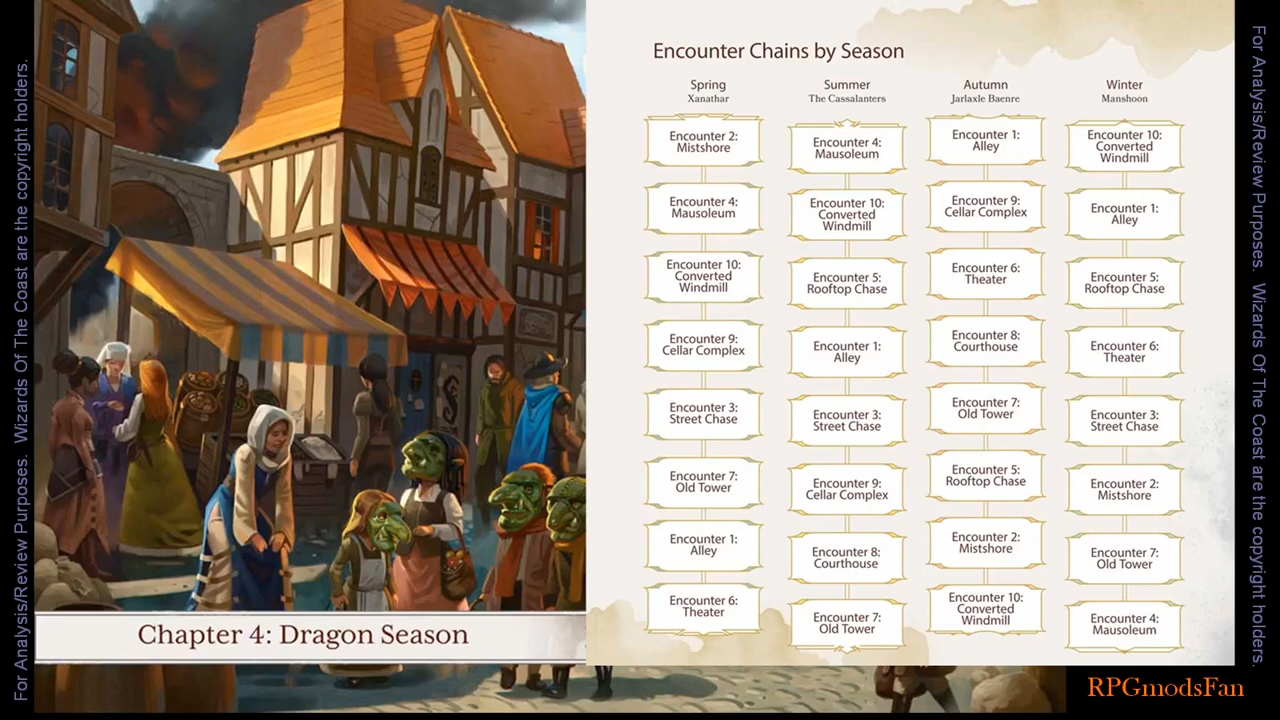 For Analysis/Review Purposes. Wizards Of The Coast are the copyright holders.
Chapter 4: Dragon Season
Encounter Chains by Season
Spring
Xanathar
Encounter 2:
Mistshore
Encounter 4:
Mausoleum
Encounter 10:
Converted
Windmill
Encounter 9:
Cellar Complex
Encounter 3:
Street Chase
Encounter 7:
Old Tower
Encounter 1:
Alley
Encounter 6:
Theater
Summer
The Cassalanters
Encounter 4:
Mausoleum
Encounter 10:
Converted
Windmill
Encounter 5:
Rooftop Chase
Encounter 1:
Alley
Encounter 3:
Street Chase
Encounter 9:
Cellar Complex
Encounter 8:
Courthouse
Encounter 7:
Old Tower
Autumn
Jarlaxle Baenre
Encounter 1:
Alley
Encounter 9:
Cellar Complex
Encounter 6:
Theater
Encounter 8:
Courthouse
Encounter 7:
Old Tower
Encounter 5:
Rooftop Chase
Encounter 2:
Mistshore
Encounter 10:
Converted
Windmill
Winter
Manshoon
Encounter 10:
Converted
Windmill
Encounter 1:
Alley
Encounter 5:
Rooftop Chase
Encounter 6:
Theater
Encounter 3:
Street Chase
Encounter 2:
Mistshore
Encounter 7:
Old Tower
Encounter 4:
Mausoleum
For Analysis/Review Purposes. Wizards Of The Coast are the copyright holders.
RPGmodsFan